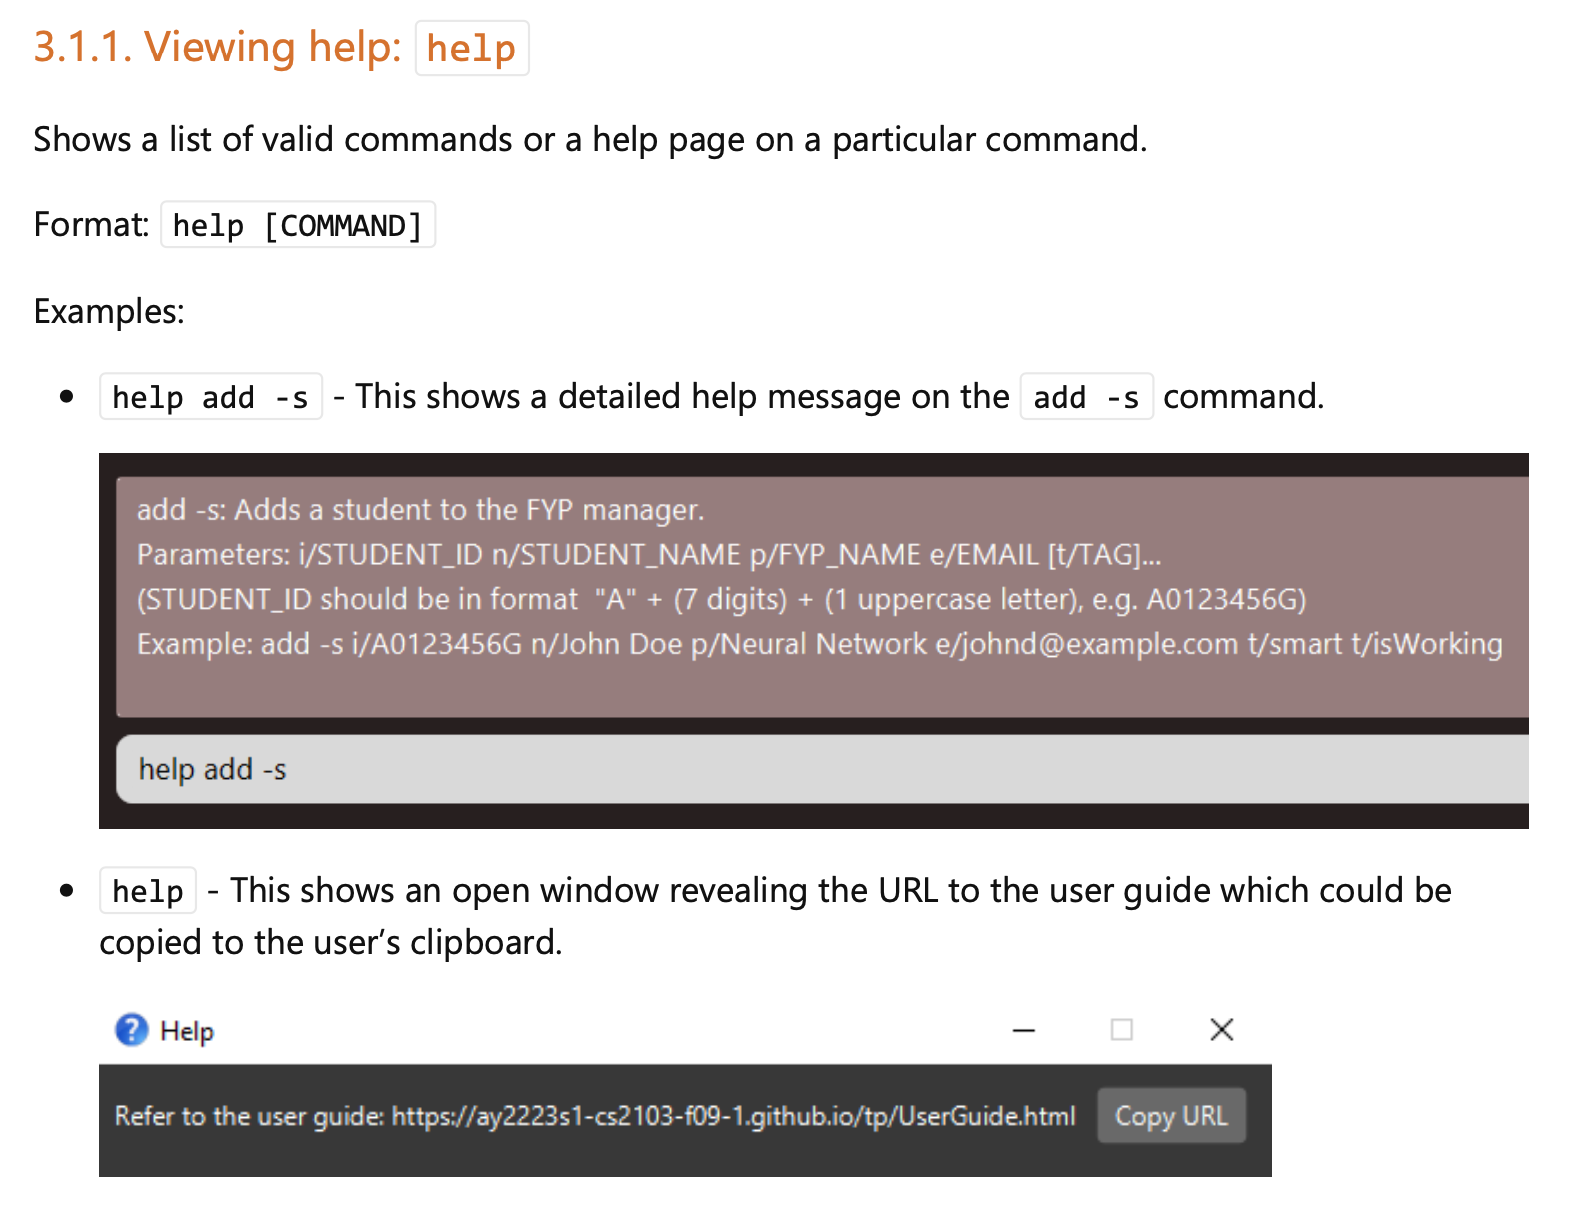 3.1.1. Viewing help: help
Shows a list of valid commands or a help page on a particular command.
Format: help [COMMAND]
Examples:
help add -s - This shows a detailed help message on the add -s command.
add -s: Adds a student to the FYP manager.
Parameters: i/STUDENT_ID n/STUDENT_NAME p/FYP_NAME e/EMAIL [t/TAG]...
(STUDENT_ID should be in format  "A" + (7 digits) + (1 uppercase letter), e.g. A0123456G)
Example: add -s i/A0123456G n/John Doe p/Neural Network e/johnd@example.com t/smart t/isWorking
help add -s
help - This shows an open window revealing the URL to the user guide which could be
copied to the user’s clipboard.
Help
Refer to the user guide: https://ay2223s1-cs2103-f09-1.github.io/tp/UserGuide.html Copy URL